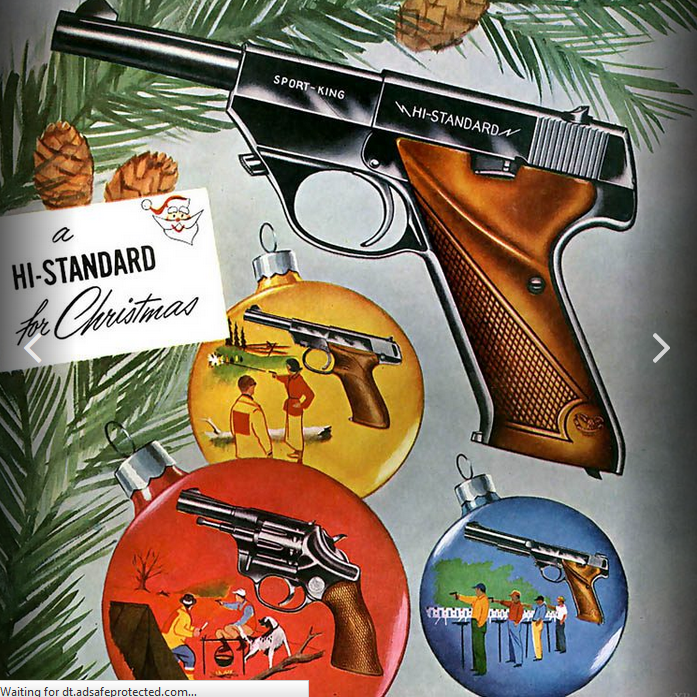 SPORT-KING
HI-STANDARD
a
HI-STANDARD
for Christmas
Waiting for dt.adsafeprotected.com...